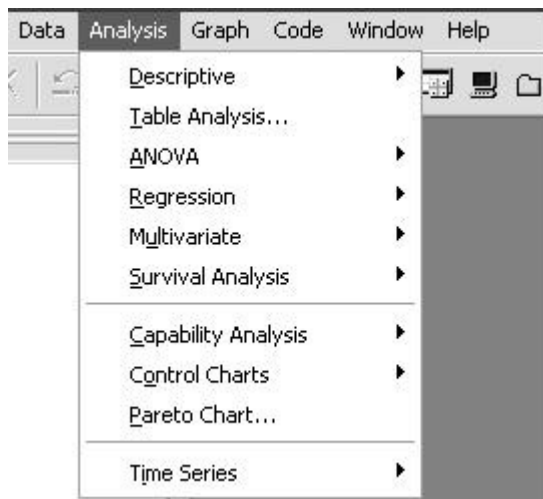 Data Analysis Graph Code Window Help
Descriptive
Table Analysis...
ANOVA
Regression
Multivariate
Survival Analysis
Capability Analysis
Control Charts
Pareto Chart...
Time Series